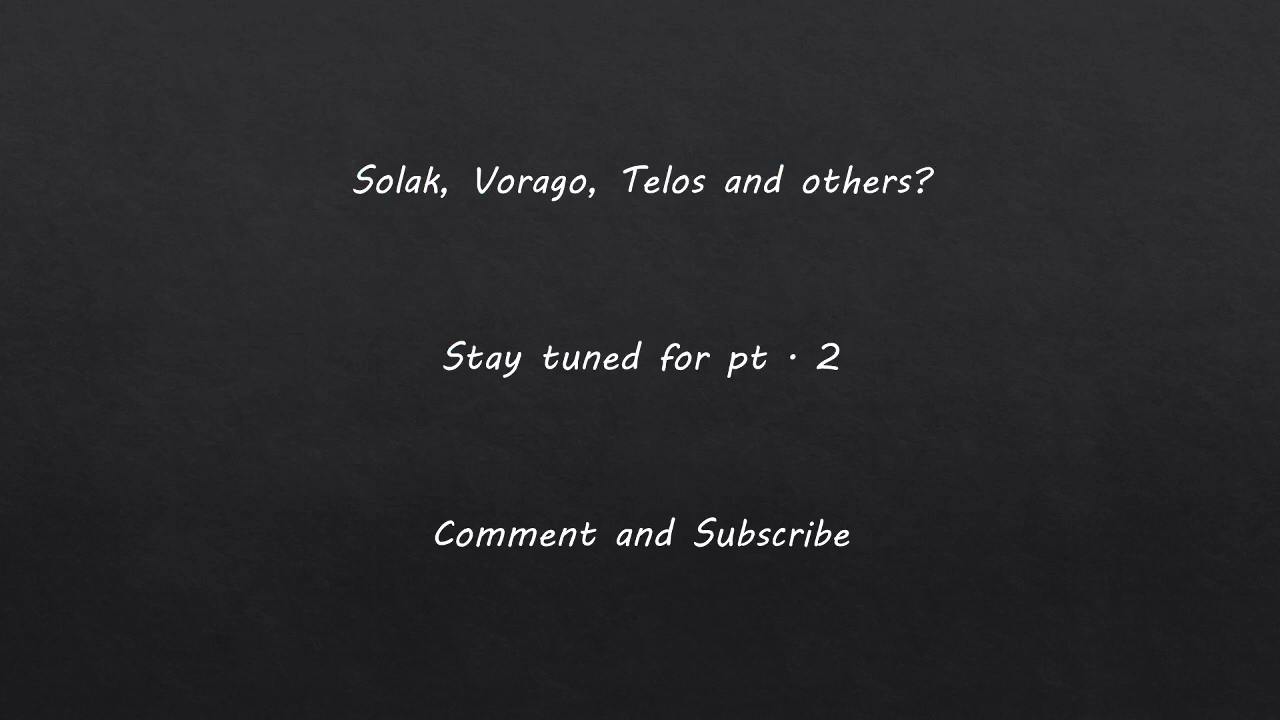 Solak, Vorago, Telos and others?
Stay tuned for pt · 2
Comment and Subscribe